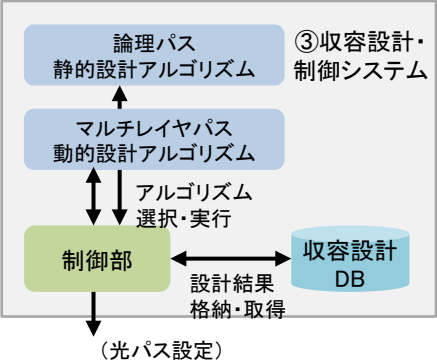 論理パス
静的設計アルゴリズム
③収容設計・
制御システム
マルチレイヤパス
動的設計アルゴリズム
アルゴリズム
選択・実行
制御部
収容設計
DB
設計結果
格納・取得
（光パス設定）